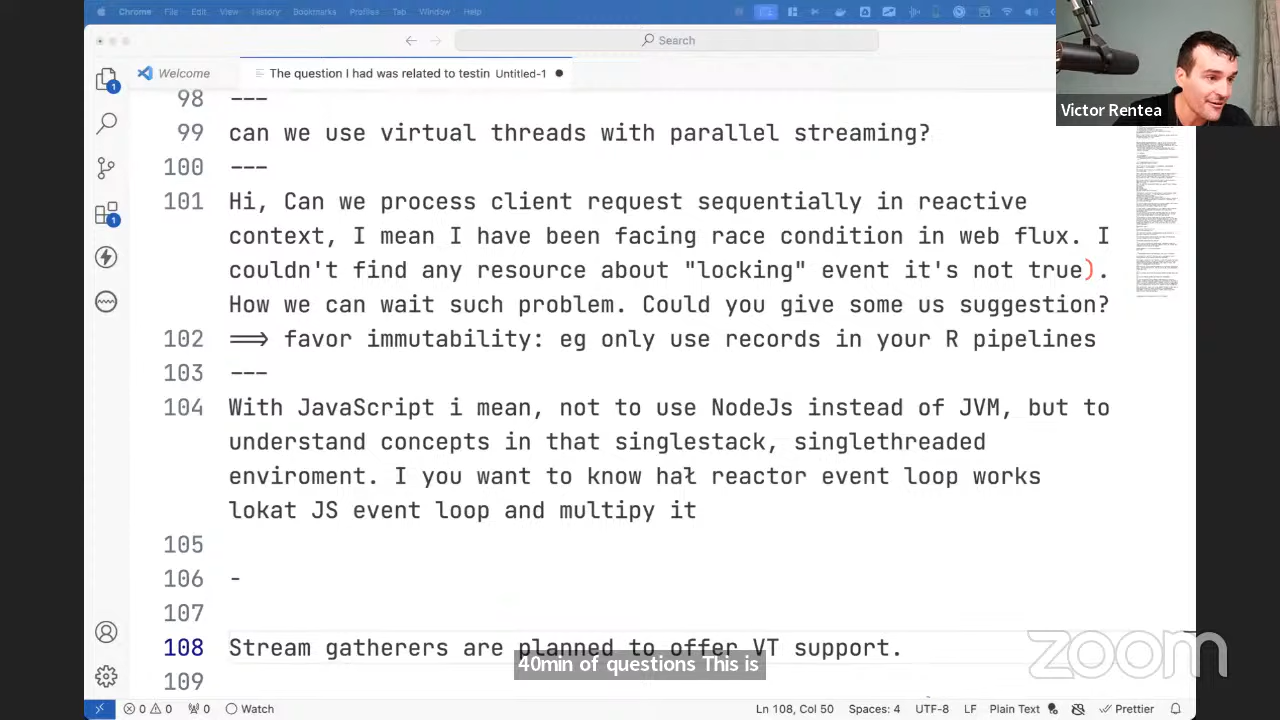 Chrome File Edit View History Bookmarks Profiles Tab Window Help
Search
Welcome The question I had was related to testin Untitled-1
Victor Rentea
98 ---
99 can we use virtual threads with parallel streaming?
100 ---
101 Hi, Can we process client request sequentially in reactive
context, I mean I have been facing race condition in web flux. I
couldn't find any resource about "locking" event it's not true).
How we can wait such problem. Could you give some us suggestion?
102 ==> favor immutability: eg only use records in your R pipelines
103 ---
104 With JavaScript i mean, not to use NodeJs instead of JVM, but to
understand concepts in that singlestack, singlethreaded
enviroment. I you want to know hał reactor event loop works
lokat JS event loop and multipy it
105
106 -
107
108 Stream gatherers are planned to offer VT support.
109
40min of questions This is
zoom
0 0 0 Watch Ln 108, Col 50 Spaces: 4 UTF-8 LF Plain Text Prettier